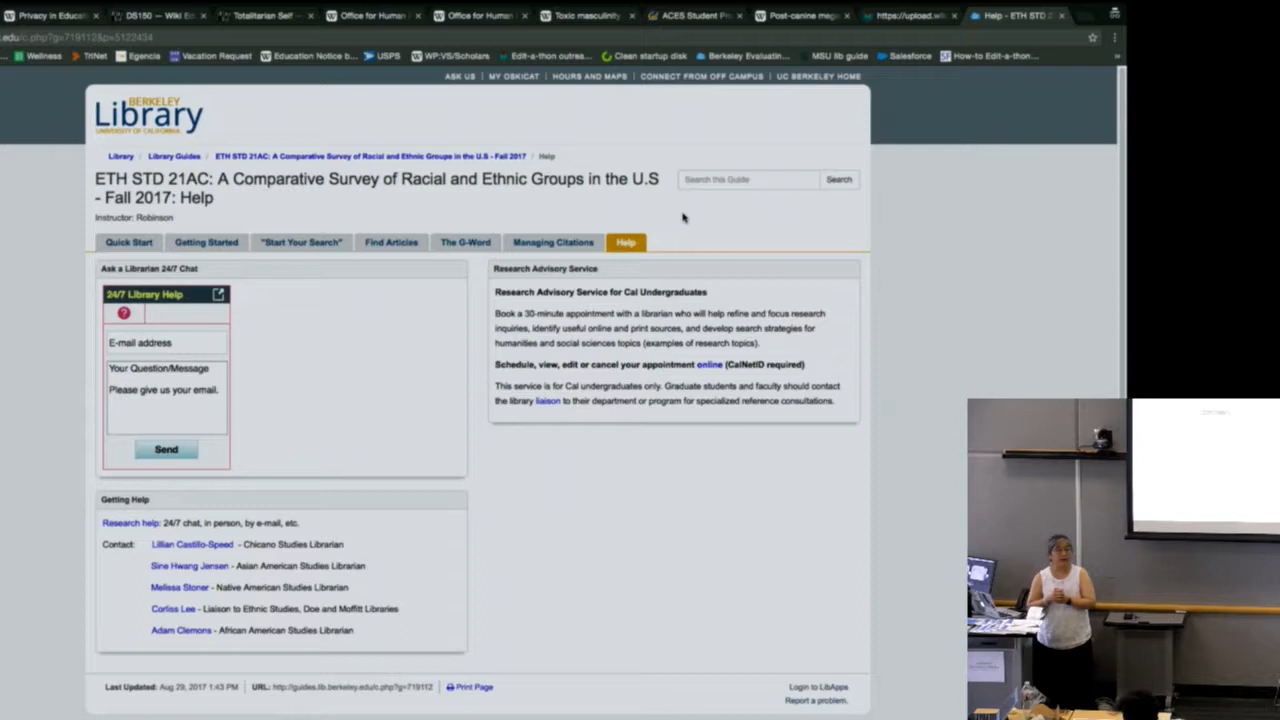 Privacy in Educa
DS150 – Wiki Ed
Totalitarian Self
Office for Human
Office for Human
Toxic masculinity
ACES Student Pr
Post-canine meg
https://upload.wi
Help - ETH STD 2
.edu/c.php?g=719112&p=5122434
Wellness
TriNet
Egencia
Vacation Request
Education Notice b...
USPS
WP:VS/Scholars
Edit-a-thon outrea...
Clean startup disk
Berkeley Evaluatin...
MSU lib guide
Salesforce
How-to Edit-a-thon...
ASK US | MY OSKICAT | HOURS AND MAPS | CONNECT FROM OFF CAMPUS | UC BERKELEY HOME
BERKELEY
Library
UNIVERSITY OF CALIFORNIA
Library / Library Guides / ETH STD 21AC: A Comparative Survey of Racial and Ethnic Groups in the U.S - Fall 2017 / Help
ETH STD 21AC: A Comparative Survey of Racial and Ethnic Groups in the U.S
- Fall 2017: Help
Search this Guide
Search
Instructor: Robinson
Quick Start
Getting Started
"Start Your Search"
Find Articles
The G-Word
Managing Citations
Help
Ask a Librarian 24/7 Chat
24/7 Library Help
?
E-mail address
Your Question/Message
Please give us your email.
Send
Research Advisory Service
Research Advisory Service for Cal Undergraduates
Book a 30-minute appointment with a librarian who will help refine and focus research
inquiries, identify useful online and print sources, and develop search strategies for
humanities and social sciences topics (examples of research topics).
Schedule, view, edit or cancel your appointment online (CalNetID required)
This service is for Cal undergraduates only. Graduate students and faculty should contact
the library liaison to their department or program for specialized reference consultations.
Getting Help
Research help: 24/7 chat, in person, by e-mail, etc.
Contact: Lillian Castillo-Speed - Chicano Studies Librarian
Sine Hwang Jensen - Asian American Studies Librarian
Melissa Stoner - Native American Studies Librarian
Corliss Lee - Liaison to Ethnic Studies, Doe and Moffitt Libraries
Adam Clemons - African American Studies Librarian
Last Updated: Aug 29, 2017 1:43 PM
URL: http://guides.lib.berkeley.edu/c.php?g=719112
Print Page
Login to LibApps
Report a problem.